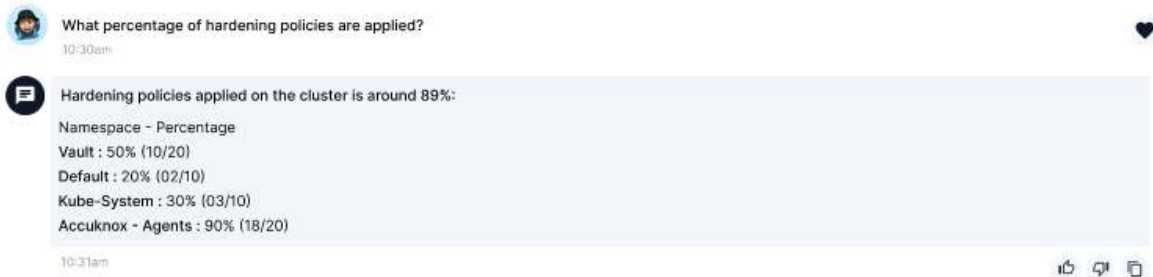 What percentage of hardening policies are applied?
10:30am
Hardening policies applied on the cluster is around 89%:
Namespace - Percentage
Vault : 50% (10/20)
Default : 20% (02/10)
Kube-System : 30% (03/10)
Accuknox - Agents : 90% (18/20)
10:31am